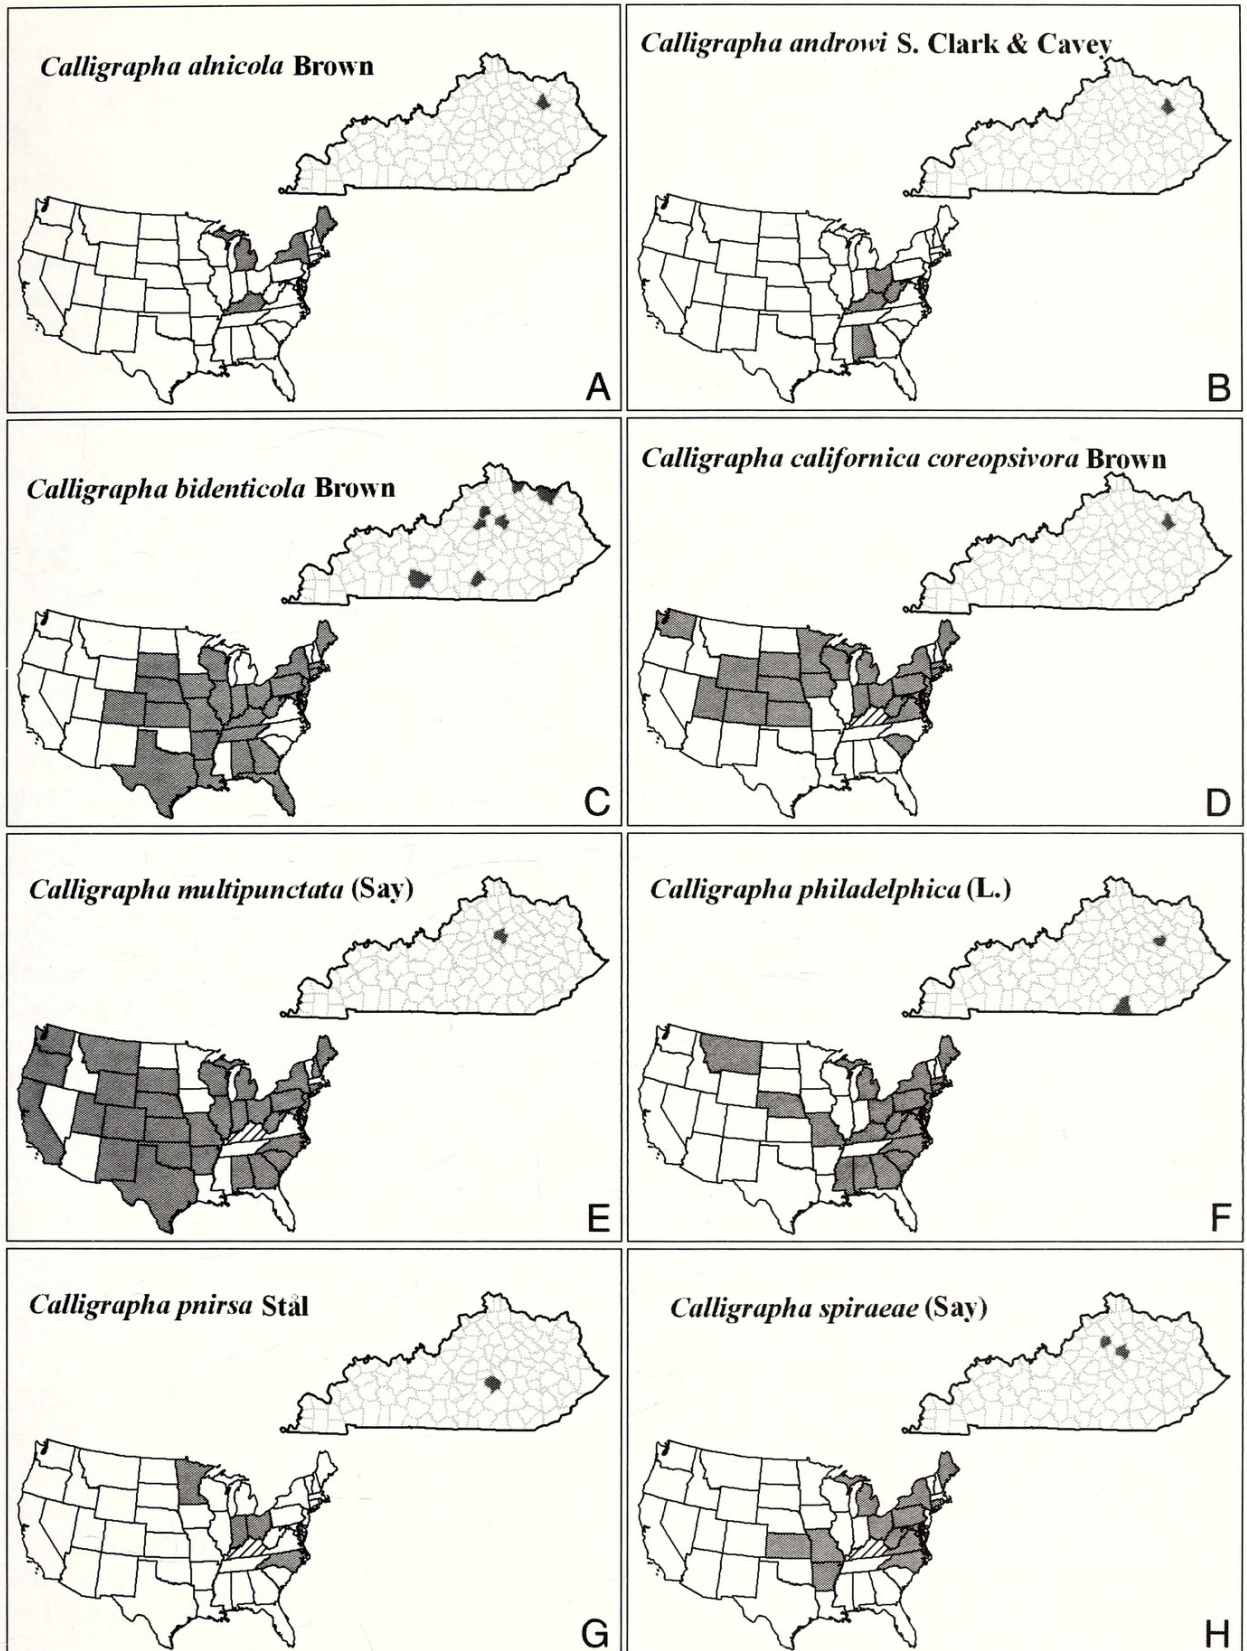 Calligrapha alnicola Brown
A
Calligrapha androwi S. Clark & Cavey
B
Calligrapha bidenticola Brown
C
Calligrapha californica coreopsivora Brown
D
Calligrapha multipunctata (Say)
E
Calligrapha philadelphica (L.)
F
Calligrapha pnirsa Stål
G
Calligrapha spiraeae (Say)
H